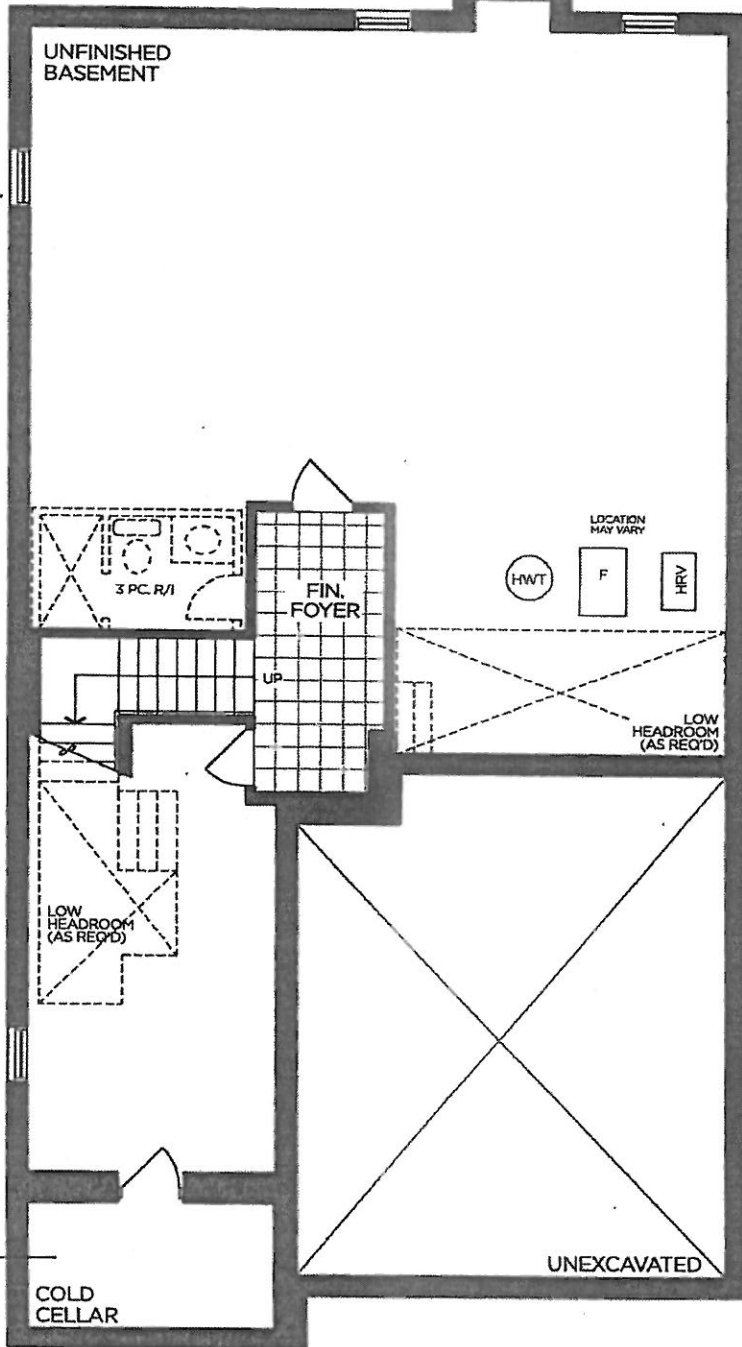 UNFINISHED
BASEMENT
LOCATION
MAY VARY
HWT
F
HRV
3 PC. R/I
FIN.
FOYER
UP
LOW
HEADROOM
(AS REQ'D)
LOW
HEADROOM
(AS REQ'D)
UNEXCAVATED
COLD
CELLAR